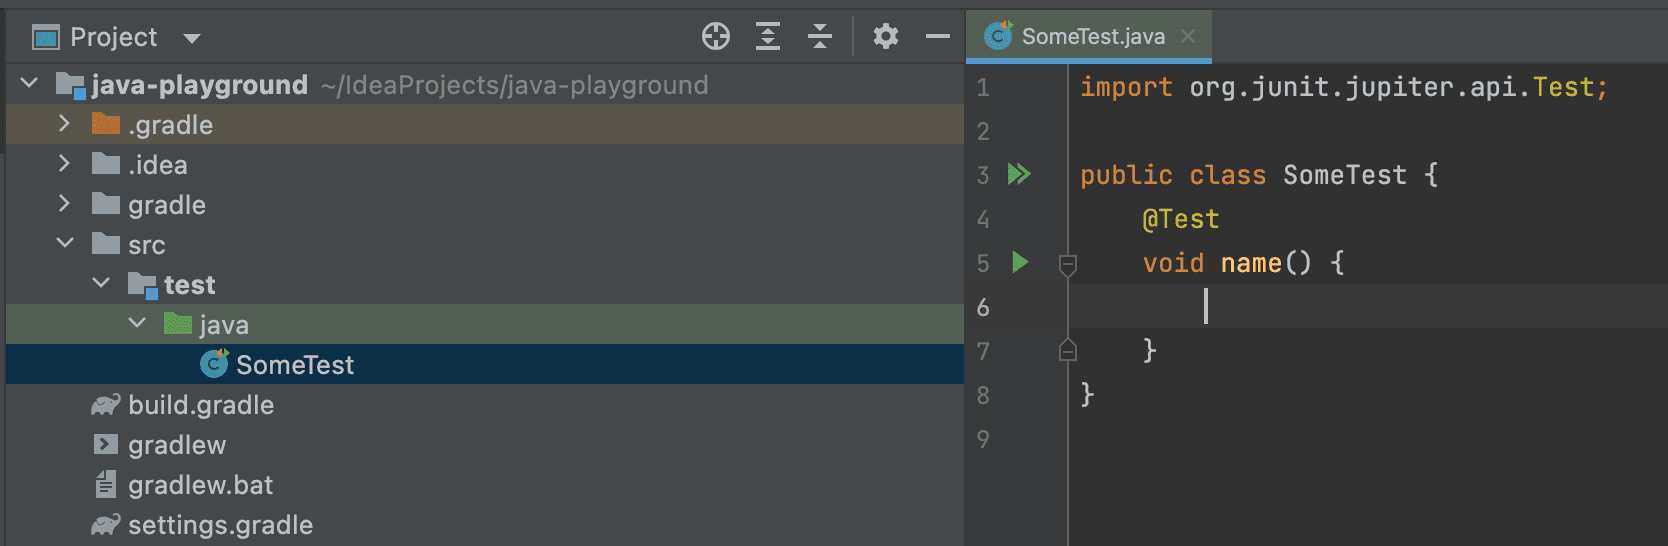 Project
java-playground ~/IdeaProjects/java-playground
.gradle
.idea
gradle
src
test
java
SomeTest
build.gradle
gradlew
gradlew.bat
settings.gradle
SomeTest.java
1 import org.junit.jupiter.api.Test;
2
3 public class SomeTest {
4 @Test
5 void name() {
6
7 }
8 }
9